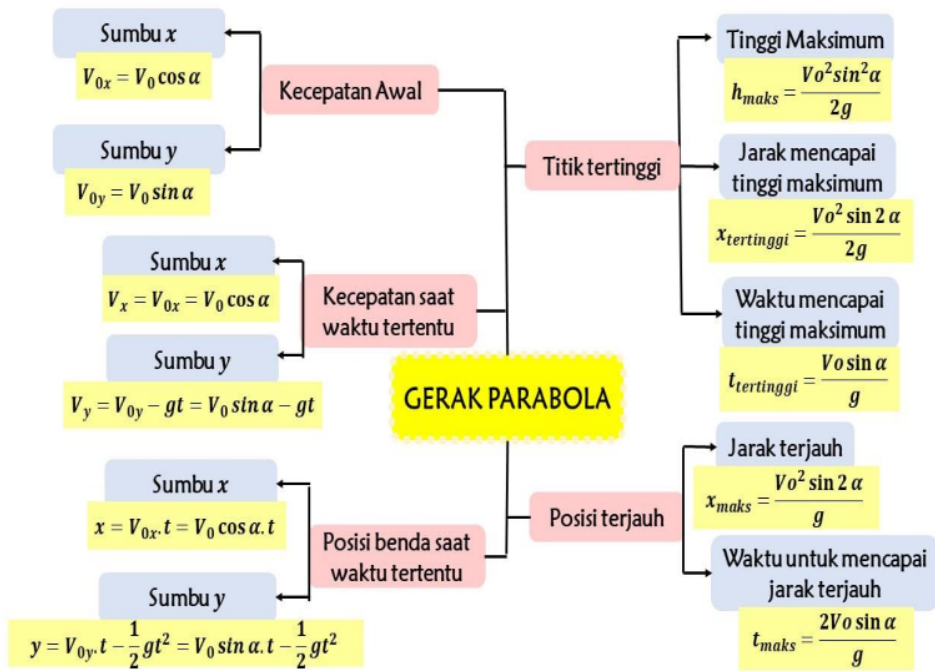 GERAK PARABOLA
Kecepatan Awal
Sumbu x
V₀ₓ = V₀ cos α
Sumbu y
V₀y = V₀ sin α
Kecepatan saat
waktu tertentu
Sumbu x
Vₓ = V₀ₓ = V₀ cos α
Sumbu y
Vy = V₀y − gt = V₀ sin α − gt
Posisi benda saat
waktu tertentu
Sumbu x
x = V₀ₓ. t = V₀ cos α. t
Sumbu y
y = V₀y. t − 1/2 gt² = V₀ sin α. t − 1/2 gt²
Titik tertinggi
Tinggi Maksimum
hmaks = Vo² sin² α / 2g
Jarak mencapai
tinggi maksimum
xtertinggi = Vo² sin 2 α / 2g
Waktu mencapai
tinggi maksimum
ttertinggi = Vo sin α / g
Posisi terjauh
Jarak terjauh
xmaks = Vo² sin 2 α / g
Waktu untuk mencapai
jarak terjauh
tmaks = 2Vo sin α / g